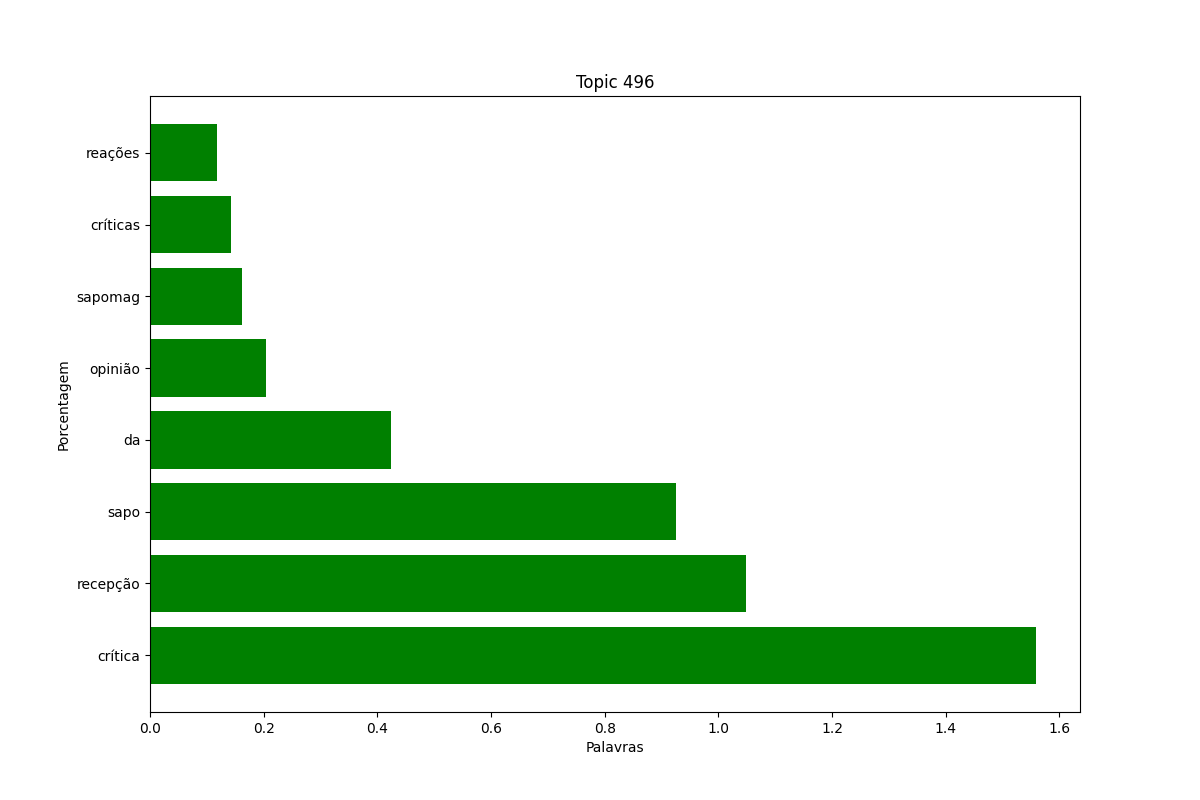 Topic 496
reações
críticas
sapomag
opinião
da
sapo
recepção
crítica
Porcentagem
0.0 0.2 0.4 0.6 0.8 1.0 1.2 1.4 1.6
Palavras